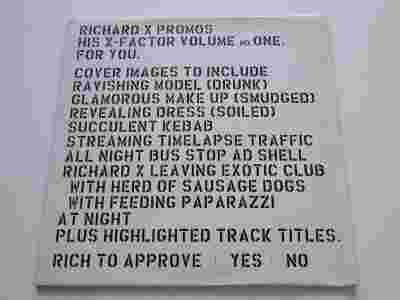 RICHARD X PROMOS
HIS X-FACTOR VOLUME NO. ONE.
FOR YOU.
COVER IMAGES TO INCLUDE
RAVISHING MODEL (DRUNK)
GLAMOROUS MAKE UP (SMUDGED)
REVEALING DRESS (SOILED)
SUCCULENT KEBAB
STREAMING TIMELAPSE TRAFFIC
ALL NIGHT BUS STOP AD SHELL
RICHARD X LEAVING EXOTIC CLUB
WITH HERD OF SAUSAGE DOGS
WITH FEEDING PAPARAZZI
AT NIGHT
PLUS HIGHLIGHTED TRACK TITLES.
RICH TO APPROVE YES NO